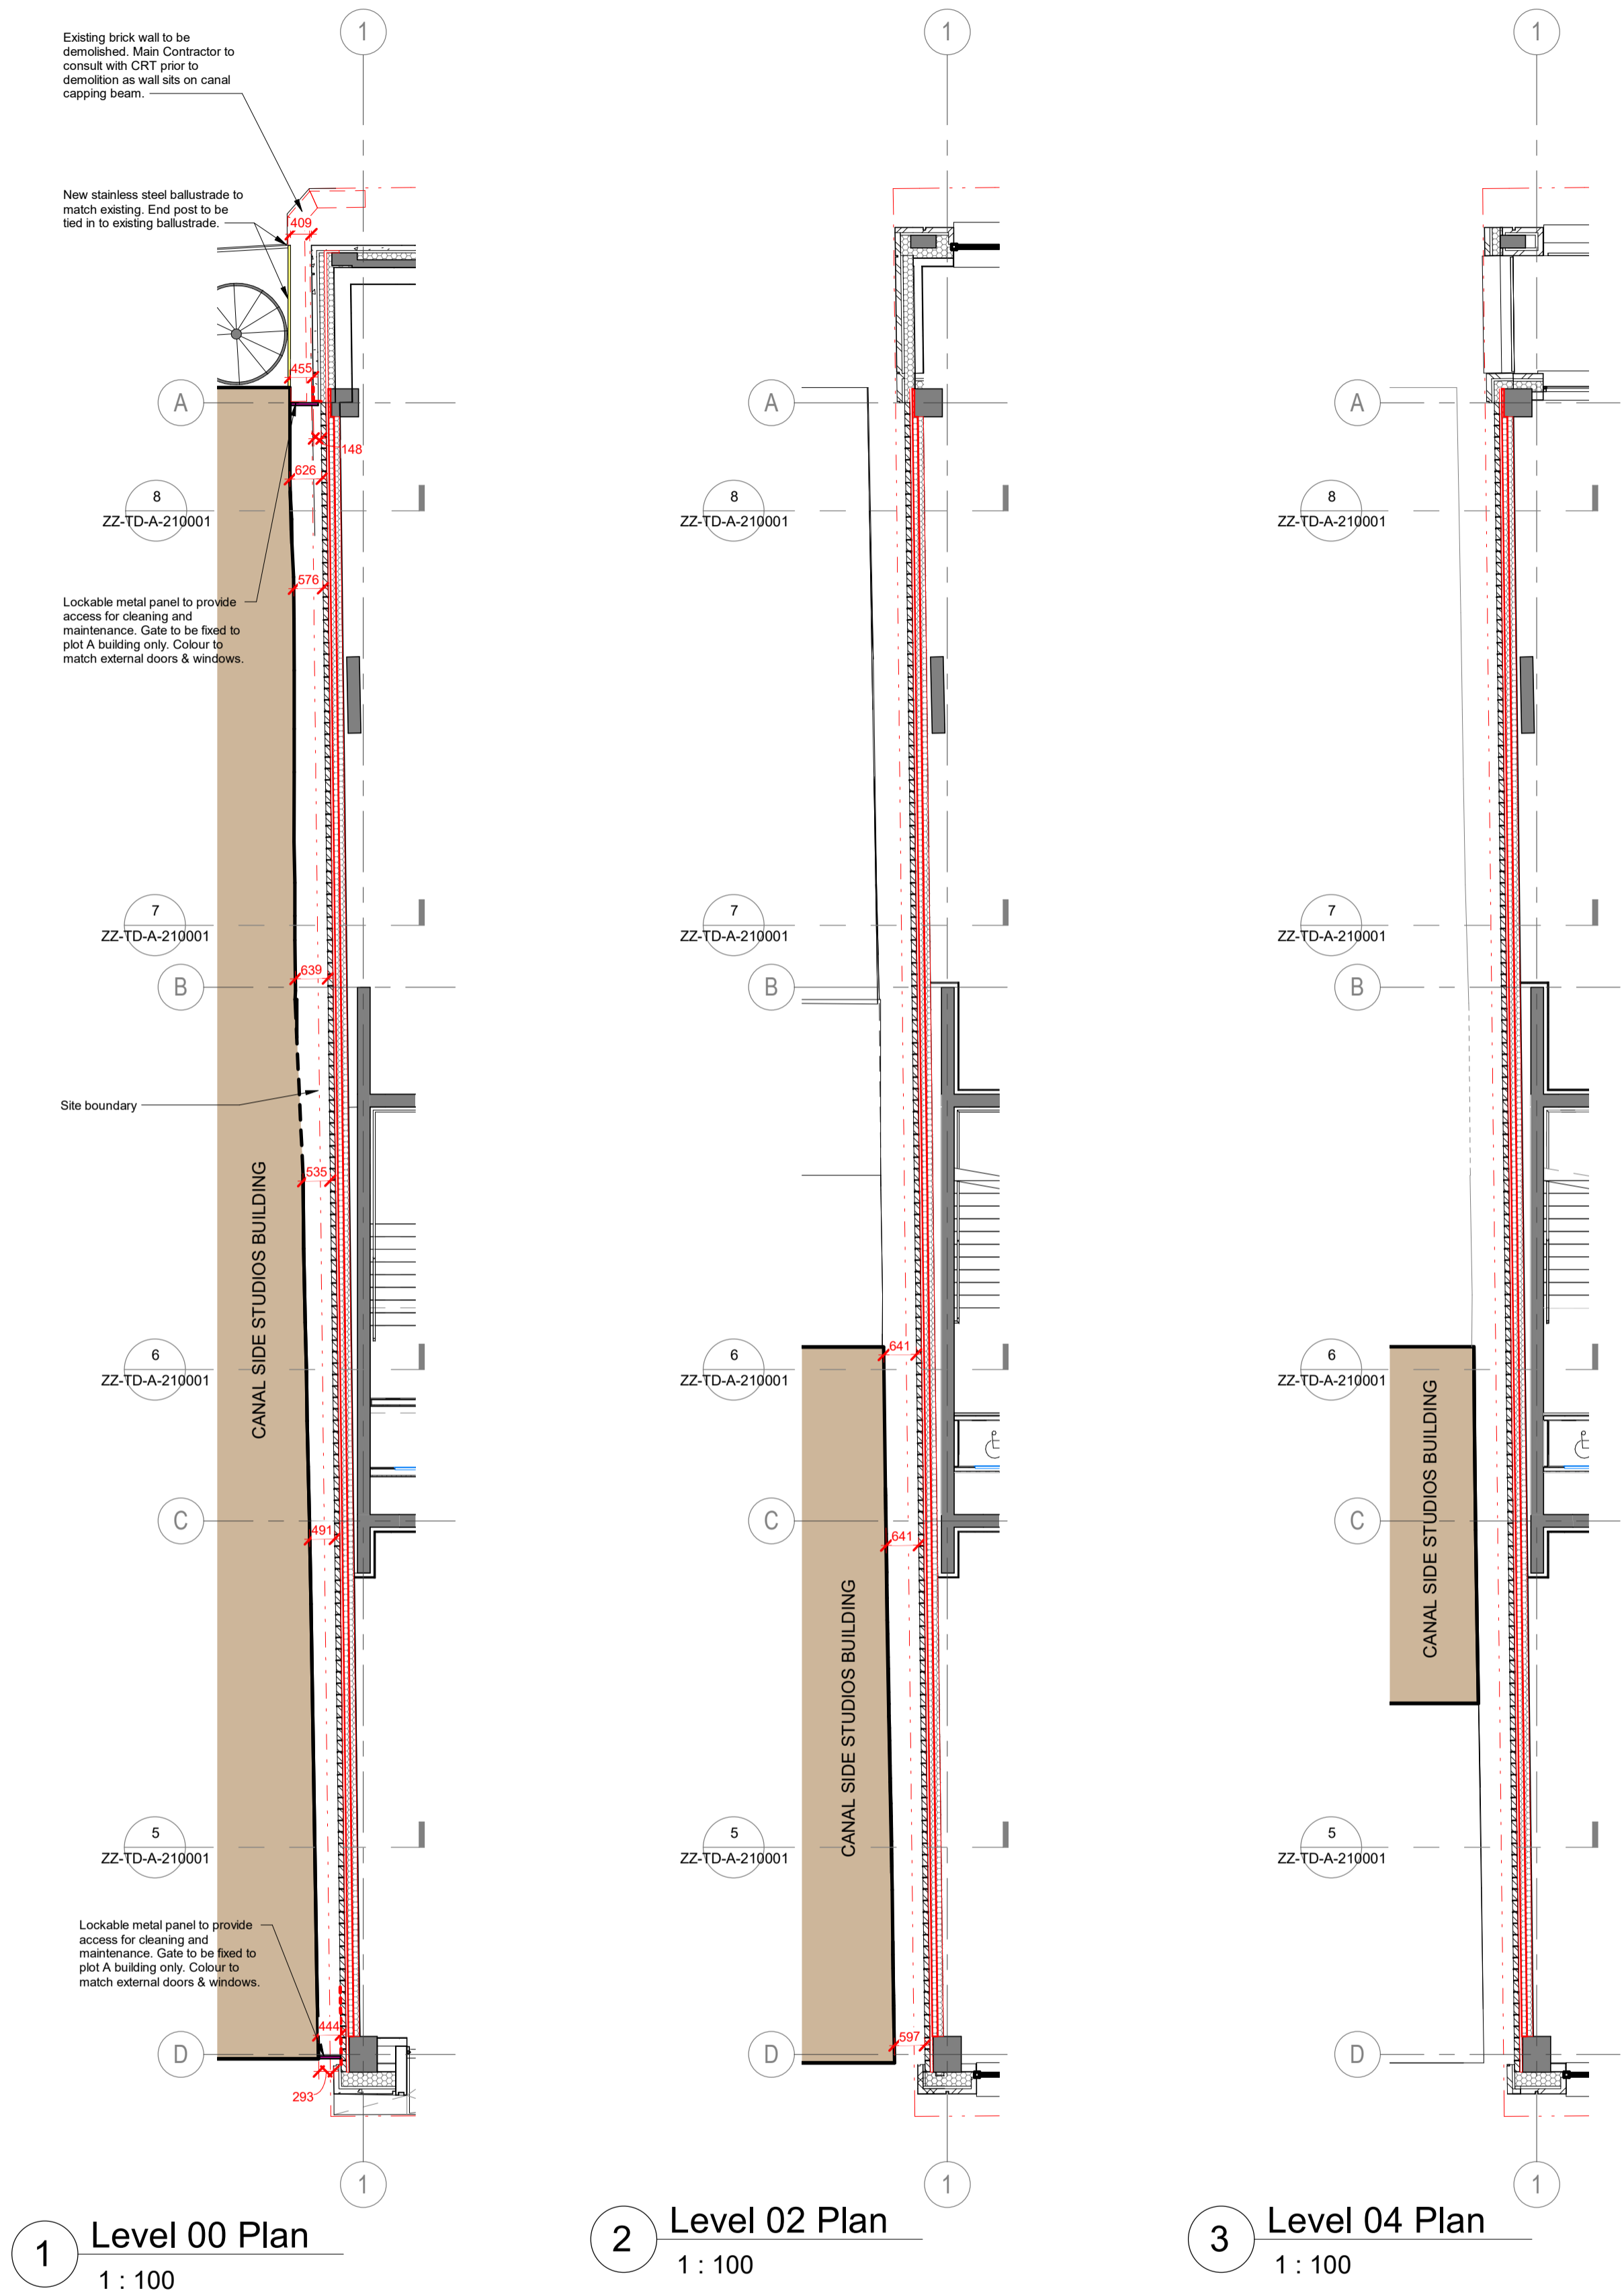 1
1
1
Existing brick wall to be
demolished. Main Contractor to
consult with CRT prior to
demolition as wall sits on canal
capping beam.
New stainless steel ballustrade to
match existing. End post to be
tied in to existing ballustrade.
409
455
A
A
A
148
626
8
ZZ-TD-A-210001
8
ZZ-TD-A-210001
8
ZZ-TD-A-210001
576
Lockable metal panel to provide
access for cleaning and
maintenance. Gate to be fixed to
plot A building only. Colour to
match external doors & windows.
7
ZZ-TD-A-210001
7
ZZ-TD-A-210001
7
ZZ-TD-A-210001
639
B
B
B
Site boundary
535
CANAL SIDE STUDIOS BUILDING
641
6
ZZ-TD-A-210001
6
ZZ-TD-A-210001
6
ZZ-TD-A-210001
CANAL SIDE STUDIOS BUILDING
C
C
C
491
641
CANAL SIDE STUDIOS BUILDING
5
ZZ-TD-A-210001
5
ZZ-TD-A-210001
5
ZZ-TD-A-210001
Lockable metal panel to provide
access for cleaning and
maintenance. Gate to be fixed to
plot A building only. Colour to
match external doors & windows.
444
597
D
D
D
293
1
1
1
1
Level 00 Plan
1 : 100
2
Level 02 Plan
1 : 100
3
Level 04 Plan
1 : 100